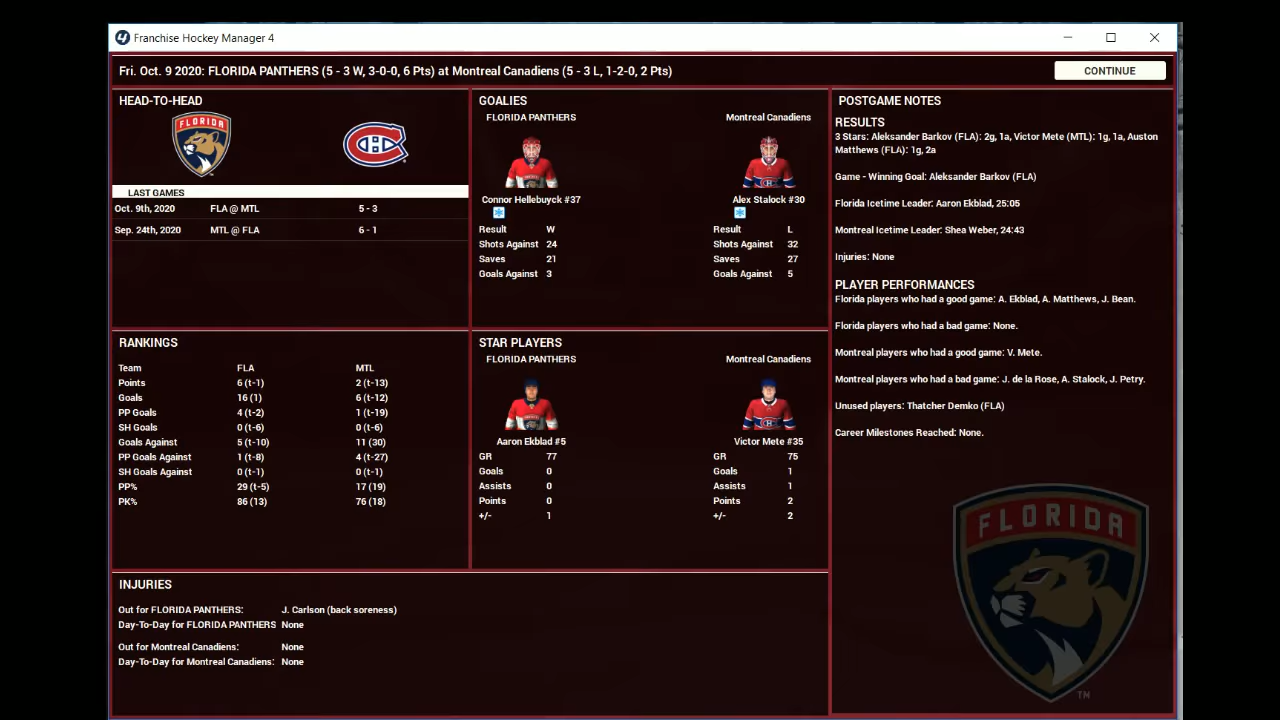 Franchise Hockey Manager 4
Fri. Oct. 9 2020: FLORIDA PANTHERS (5 - 3 W, 3-0-0, 6 Pts) at Montreal Canadiens (5 - 3 L, 1-2-0, 2 Pts)
CONTINUE
HEAD-TO-HEAD
FLORIDA
LAST GAMES
Oct. 9th, 2020 FLA @ MTL 5 - 3
Sep. 24th, 2020 MTL @ FLA 6 - 1
GOALIES
FLORIDA PANTHERS Montreal Canadiens
Connor Hellebuyck #37 Alex Stalock #30
Result W Result L
Shots Against 24 Shots Against 32
Saves 21 Saves 27
Goals Against 3 Goals Against 5
POSTGAME NOTES
RESULTS
3 Stars: Aleksander Barkov (FLA): 2g, 1a, Victor Mete (MTL): 1g, 1a, Auston
Matthews (FLA): 1g, 2a
Game - Winning Goal: Aleksander Barkov (FLA)
Florida Icetime Leader: Aaron Ekblad, 25:05
Montreal Icetime Leader: Shea Weber, 24:43
Injuries: None
PLAYER PERFORMANCES
Florida players who had a good game: A. Ekblad, A. Matthews, J. Bean.
Florida players who had a bad game: None.
Montreal players who had a good game: V. Mete.
Montreal players who had a bad game: J. de la Rose, A. Stalock, J. Petry.
Unused players: Thatcher Demko (FLA)
Career Milestones Reached: None.
FLORIDA
TM
RANKINGS
Team FLA MTL
Points 6 (t-1) 2 (t-13)
Goals 16 (1) 6 (t-12)
PP Goals 4 (t-2) 1 (t-19)
SH Goals 0 (t-6) 0 (t-6)
Goals Against 5 (t-10) 11 (30)
PP Goals Against 1 (t-8) 4 (t-27)
SH Goals Against 0 (t-1) 0 (t-1)
PP% 29 (t-5) 17 (19)
PK% 86 (13) 76 (18)
STAR PLAYERS
FLORIDA PANTHERS Montreal Canadiens
Aaron Ekblad #5 Victor Mete #35
GR 77 GR 75
Goals 0 Goals 1
Assists 0 Assists 1
Points 0 Points 2
+/- 1 +/- 2
INJURIES
Out for FLORIDA PANTHERS: J. Carlson (back soreness)
Day-To-Day for FLORIDA PANTHERS None
Out for Montreal Canadiens: None
Day-To-Day for Montreal Canadiens: None